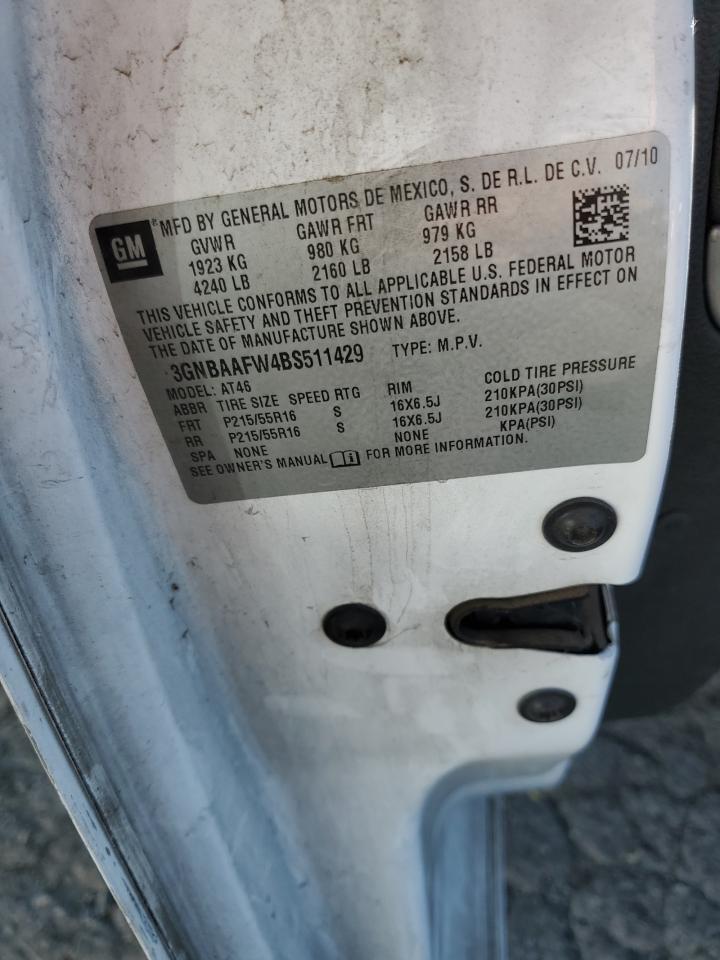 *MFD BY GENERAL MOTORS DE MEXICO, S. DE R.L. DE C.V. 07/10
GM
GVWR GAWR FRT GAWR RR
1923 KG 980 KG 979 KG
4240 LB 2160 LB 2158 LB
THIS VEHICLE CONFORMS TO ALL APPLICABLE U.S. FEDERAL MOTOR
VEHICLE SAFETY AND THEFT PREVENTION STANDARDS IN EFFECT ON
THE DATE OF MANUFACTURE SHOWN ABOVE.
3GNBAAFW4BS511429 TYPE: M.P.V.
MODEL: AT46
ABBR TIRE SIZE SPEED RTG RIM COLD TIRE PRESSURE
FRT P215/55R16 S 16X6.5J 210KPA(30PSI)
RR P215/55R16 S 16X6.5J 210KPA(30PSI)
SPA NONE NONE KPA(PSI)
SEE OWNER'S MANUAL FOR MORE INFORMATION.